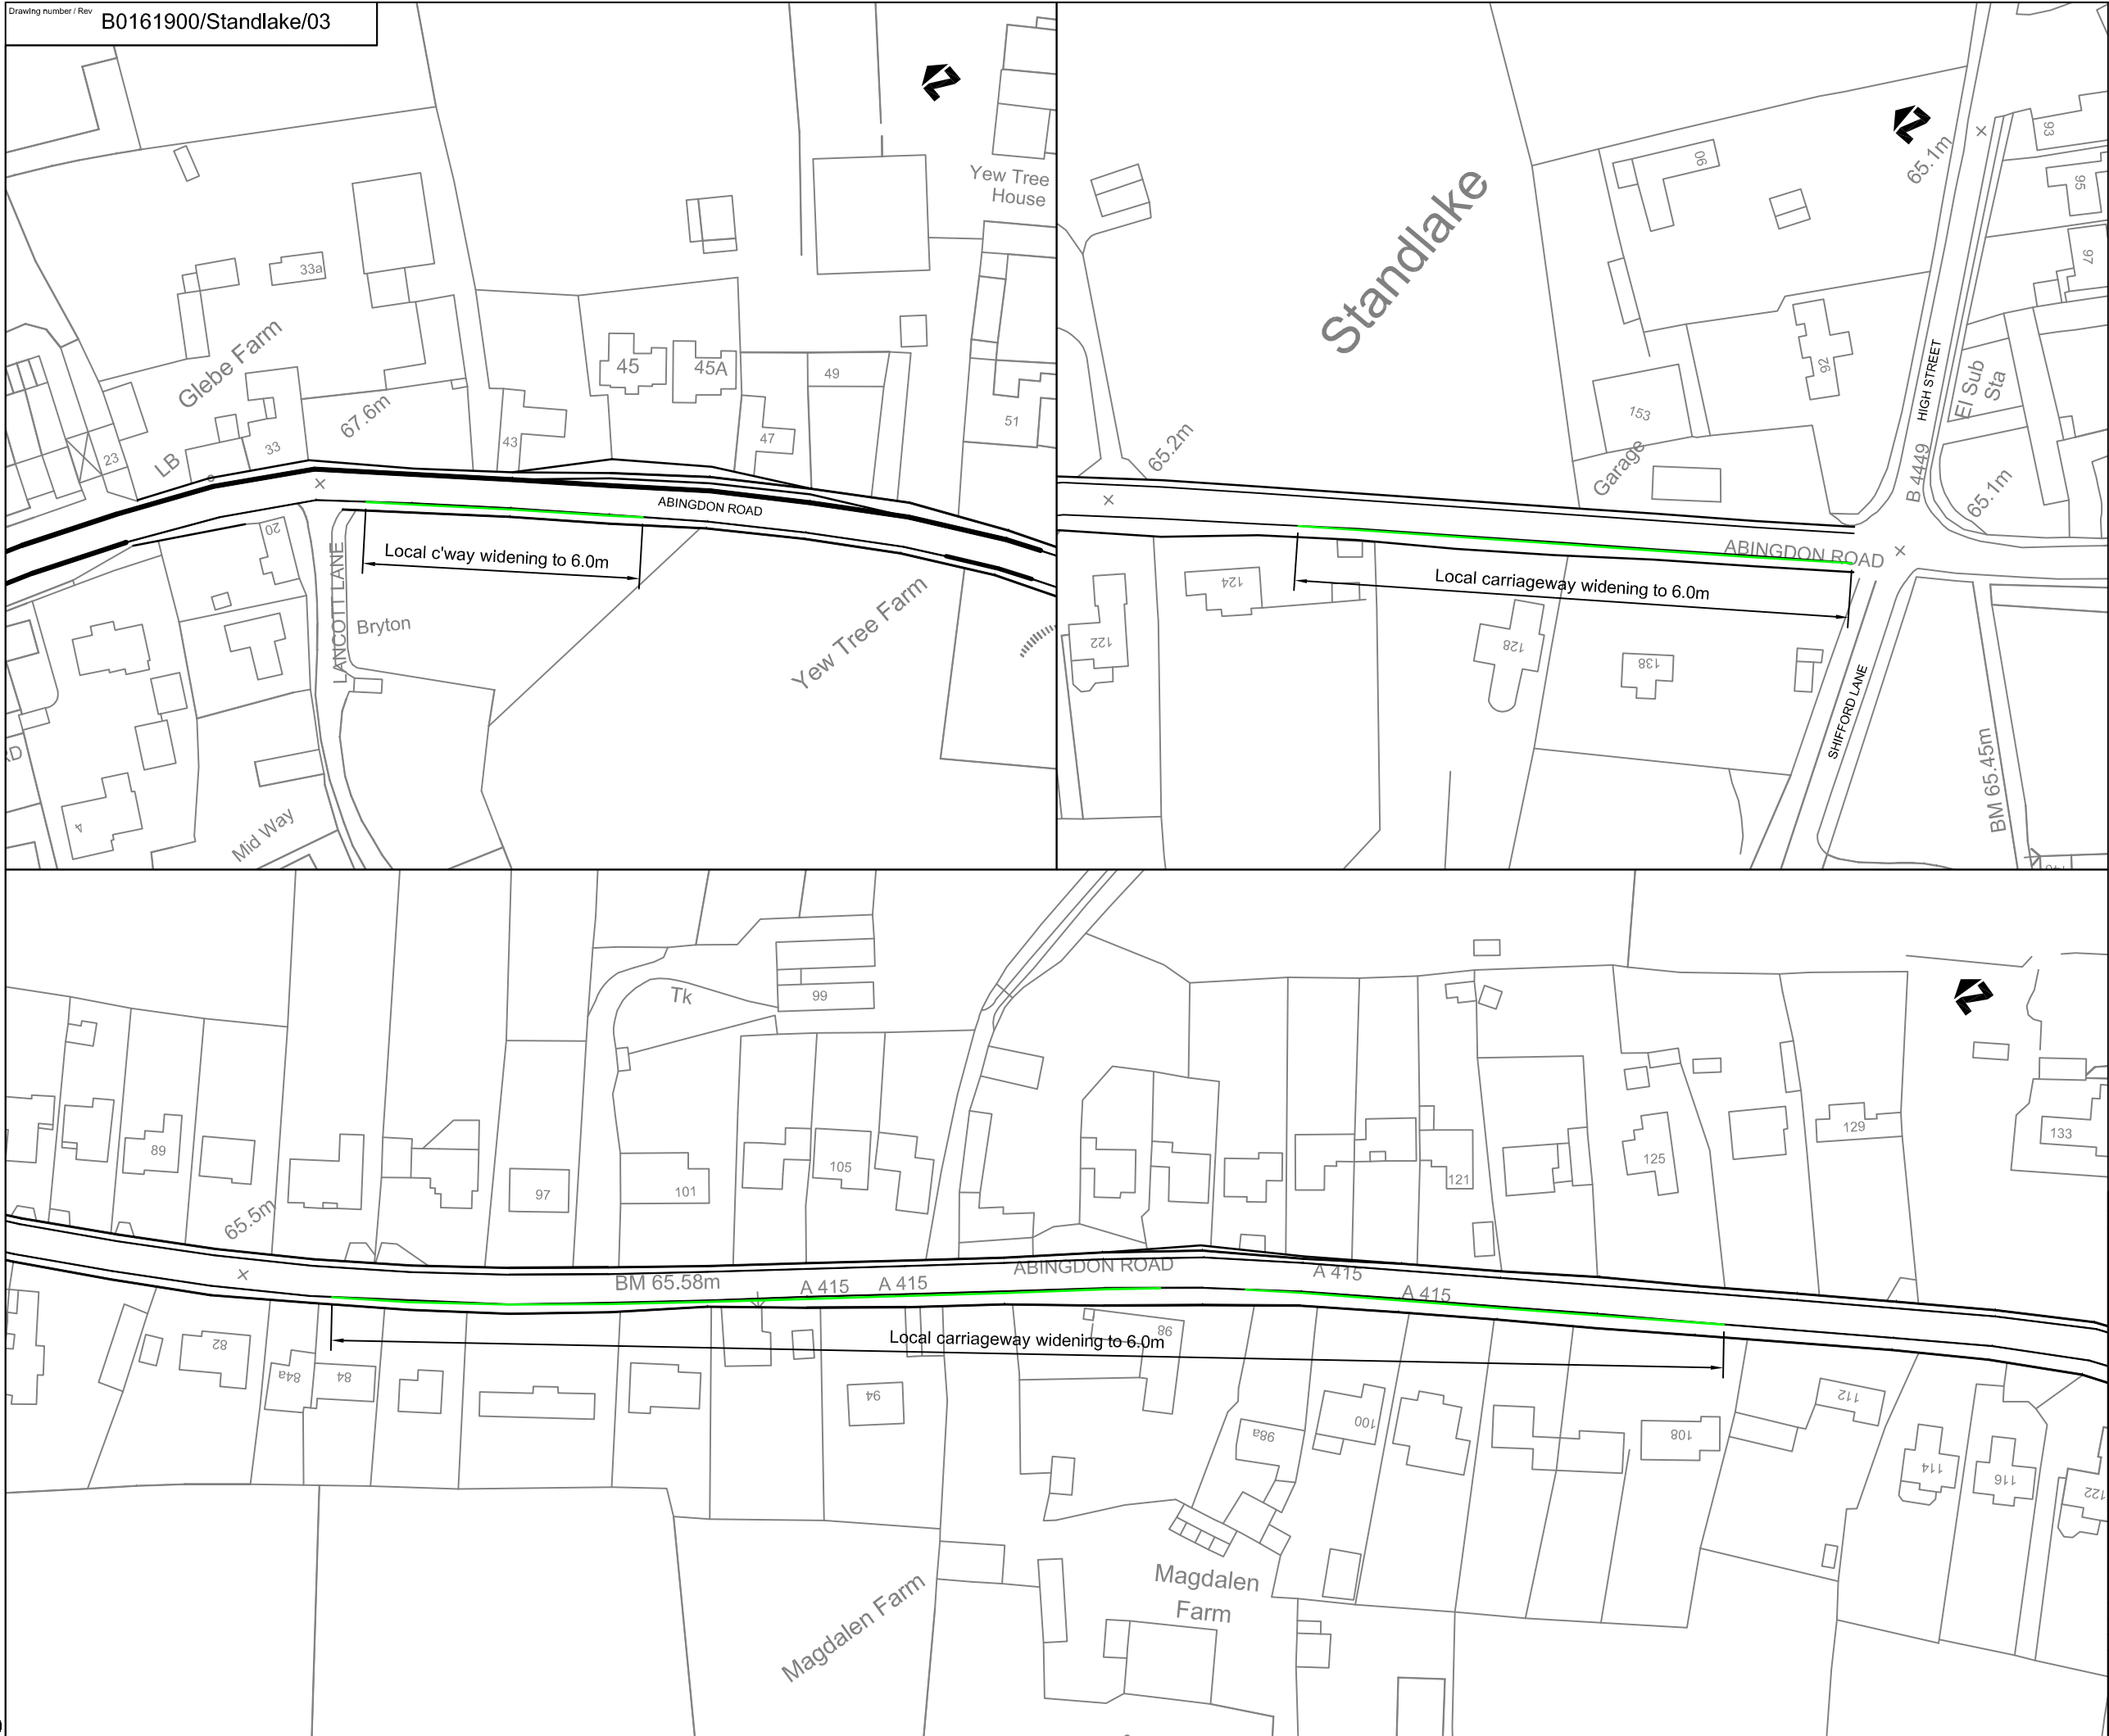 Drawing number / Rev
B0161900/Standlake/03
Yew Tree
House
33a
Glebe Farm
67.6m
45
45A
49
51
43
47
33
LB
23
ABINGDON ROAD
20
LANCOTT LANE
Local c'way widening to 6.0m
Bryton
Yew Tree Farm
4
Mid Way
Standlake
90
65.1m
93
95
97
92
HIGH STREET
El Sub
Sta
153
Garage
65.2m
B 4449
65.1m
ABINGDON ROAD
124
Local carriageway widening to 6.0m
122
128
138
SHIFFORD LANE
BM 65.45m
Tk
99
89
97
101
105
121
125
129
133
65.5m
BM 65.58m
A 415
A 415
ABINGDON ROAD
A 415
A 415
Local carriageway widening to 6.0m
82
84a
84
94
98
98a
100
108
112
114
116
122
Magdalen Farm
Magdalen
Farm